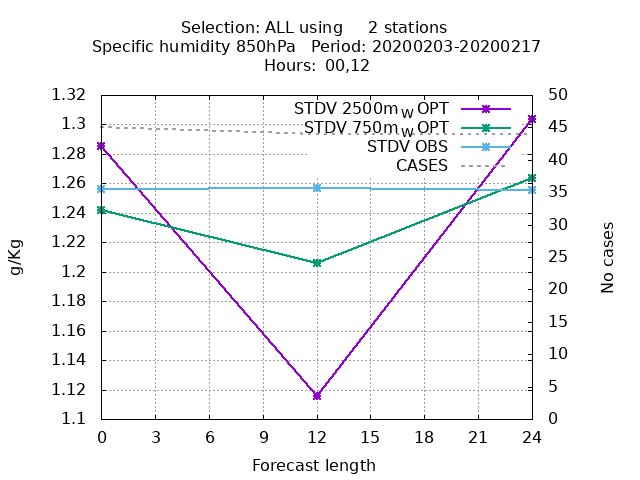 Selection: ALL using 2 stations
Specific humidity 850hPa Period: 20200203-20200217
Hours: 00,12
STDV 2500m W OPT
STDV 750m W OPT
STDV OBS
CASES
1.32
1.3
1.28
1.26
1.24
1.22
1.2
1.18
1.16
1.14
1.12
1.1
50
45
40
35
30
25
20
15
10
5
0
g/Kg
No cases
0 3 6 9 12 15 18 21 24
Forecast length